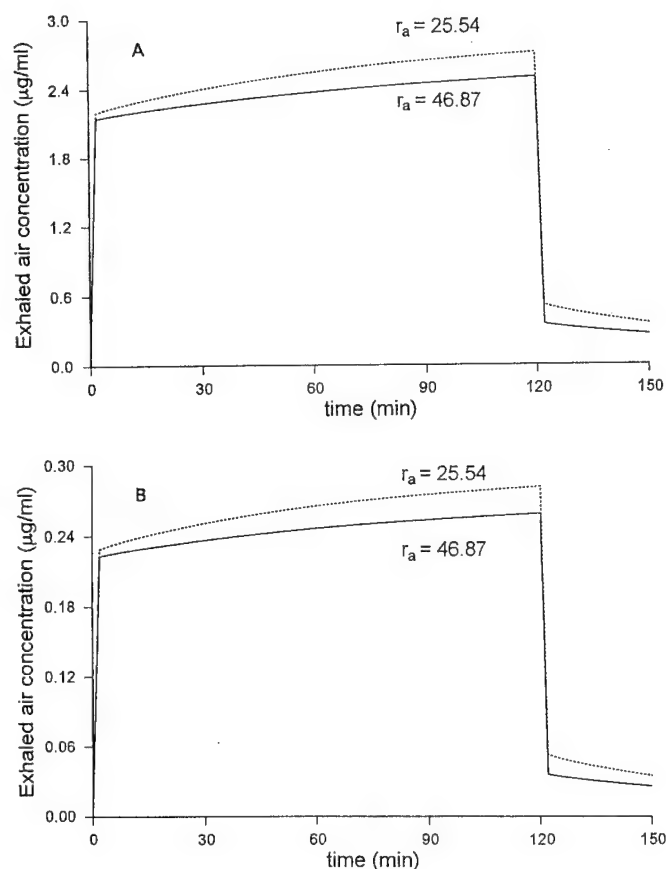 A
r_a = 25.54
r_a = 46.87
Exhaled air concentration (µg/ml)
3.0
2.4
1.8
1.2
0.6
0.0
0 30 60 90 120 150
time (min)
B
r_a = 25.54
r_a = 46.87
Exhaled air concentration (µg/ml)
0.30
0.24
0.18
0.12
0.06
0.00
0 30 60 90 120 150
time (min)